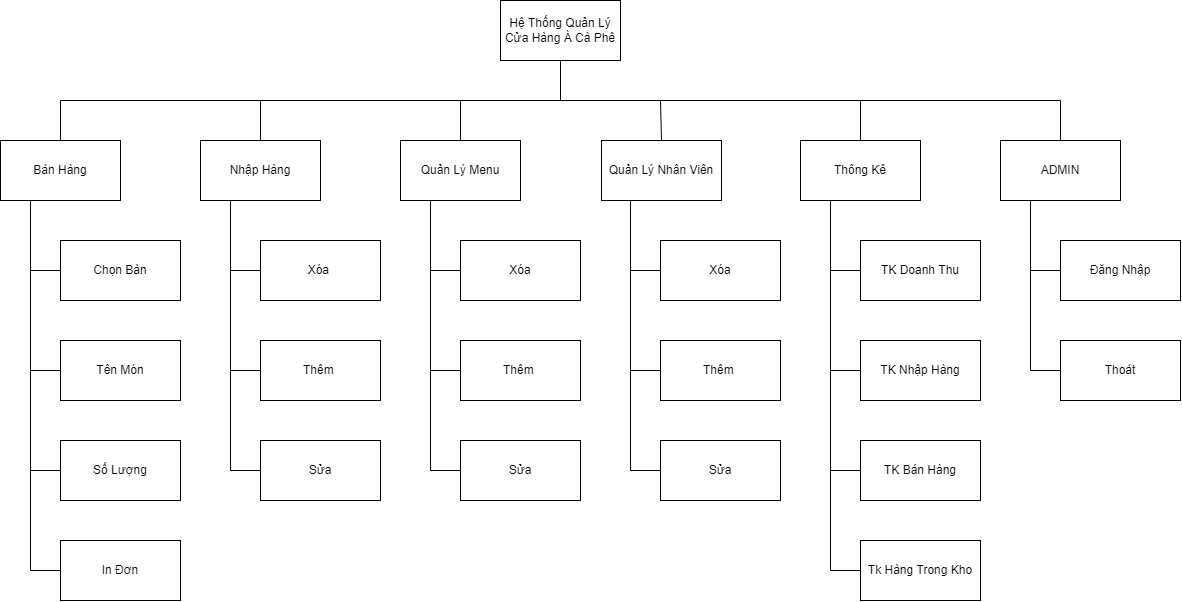 Hệ Thống Quản Lý
Cửa Hàng À Cà Phê
Bán Hàng
Nhập Hàng
Quản Lý Menu
Quản Lý Nhân Viên
Thông Kê
ADMIN
Chọn Bàn
Xóa
Xóa
Xóa
TK Doanh Thu
Đăng Nhập
Tên Món
Thêm
Thêm
Thêm
TK Nhập Hàng
Thoát
Số Lượng
Sửa
Sửa
Sửa
TK Bán Hàng
In Đơn
Tk Hàng Trong Kho